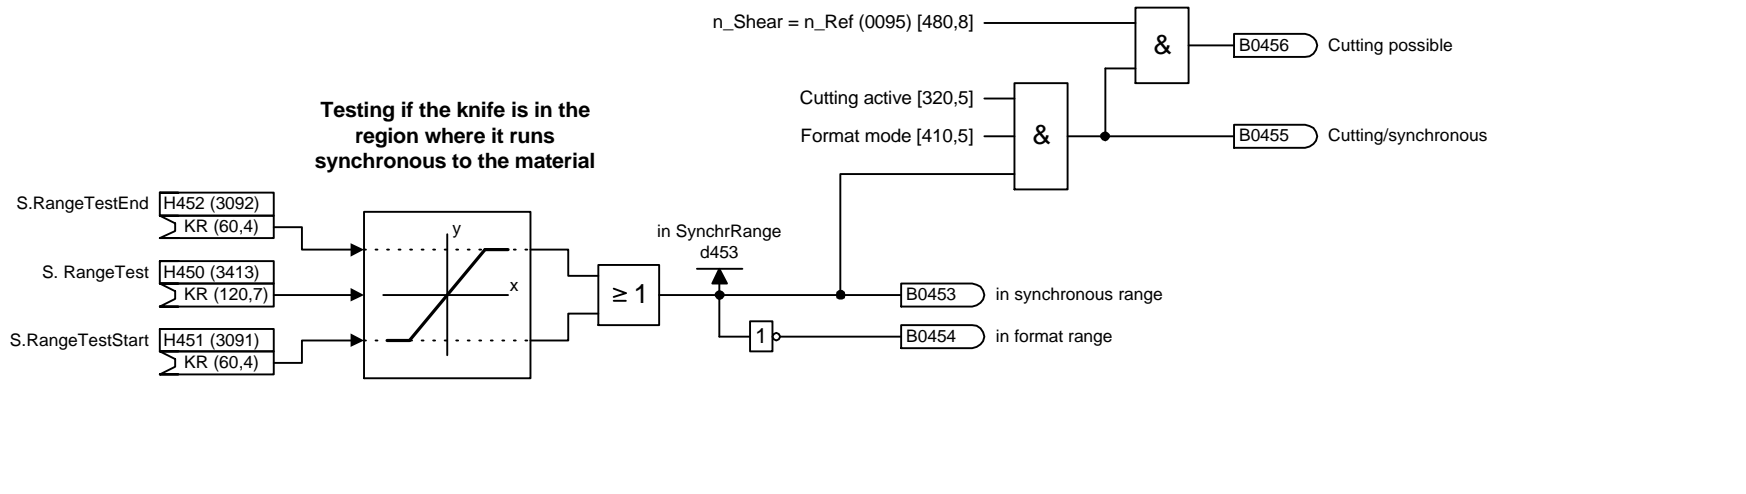 n_Shear = n_Ref (0095) [480,8]
&
B0456 Cutting possible
Cutting active [320,5]
Format mode [410,5]
&
B0455 Cutting/synchronous
Testing if the knife is in the
region where it runs
synchronous to the material
S.RangeTestEnd H452 (3092)
KR (60,4)
S. RangeTest H450 (3413)
KR (120,7)
S.RangeTestStart H451 (3091)
KR (60,4)
y
x
≥ 1
in SynchrRange
d453
B0453 in synchronous range
1
B0454 in format range